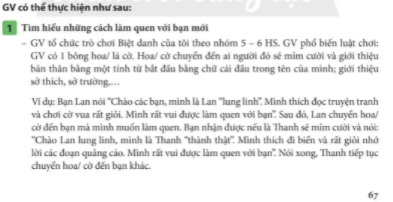 GV có thể thực hiện như sau:
1 Tìm hiểu những cách làm quen với bạn mới
– GV tổ chức trò chơi Biệt danh của tôi theo nhóm 5 – 6 HS. GV phổ biến luật chơi:
GV có 1 bông hoa/ lá cờ. Hoa/ cờ chuyển đến ai người đó sẽ mỉm cười và giới thiệu
bản thân bằng một tính từ bắt đầu bằng chữ cái đầu trong tên của mình; giới thiệu
sở thích, sở trường,…
Ví dụ: Bạn Lan nói “Chào các bạn, mình là Lan “lung linh”. Mình thích đọc truyện tranh
và chơi cờ vua rất giỏi. Mình rất vui được làm quen với bạn”. Sau đó, Lan chuyển hoa/
cờ đến bạn mà mình muốn làm quen. Bạn nhận được nếu là Thanh sẽ mỉm cười và nói:
“Chào Lan lung linh, mình là Thanh “thành thật”. Mình thích đi biển và rất giỏi nhớ
lời các đoạn quảng cáo. Mình rất vui được làm quen với bạn”. Nói xong, Thanh tiếp tục
chuyển hoa/ cờ đến bạn khác.
67